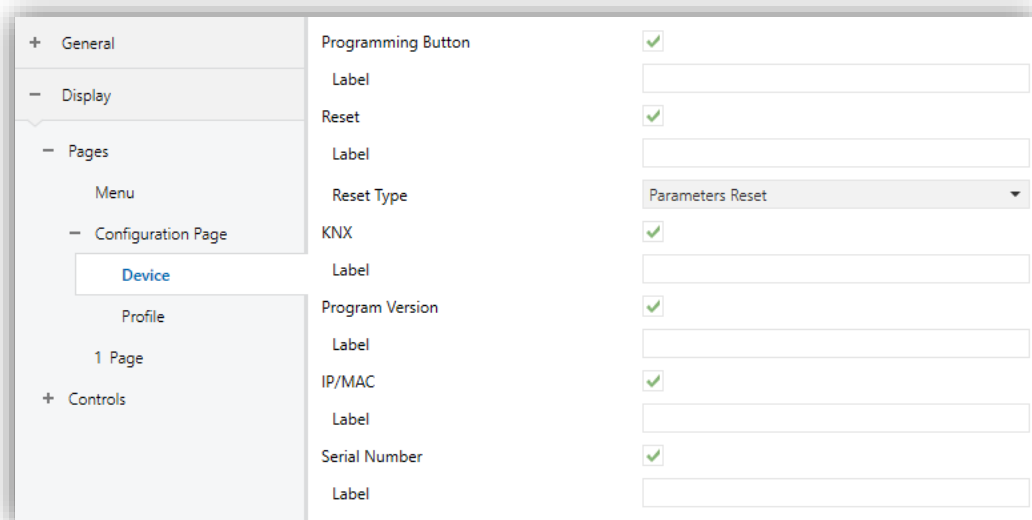 General
Display
Pages
Menu
Configuration Page
Device
Profile
1 Page
Controls
Programming Button
Label
Reset
Label
Reset Type Parameters Reset
KNX
Label
Program Version
Label
IP/MAC
Label
Serial Number
Label